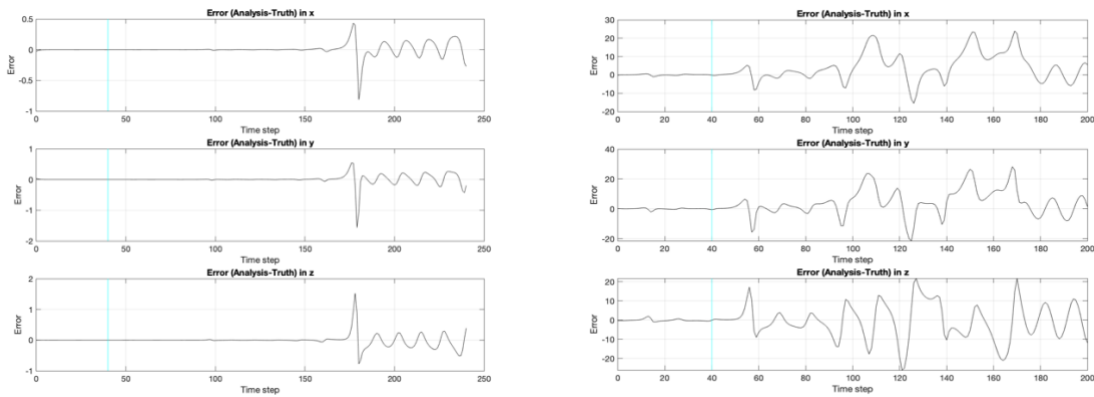 Error (Analysis-Truth) in x
0.5
0
-0.5
-1
Error
0 50 100 150 200 250
Time step
Error (Analysis-Truth) in y
1
0
-1
-2
Error
0 50 100 150 200 250
Time step
Error (Analysis-Truth) in z
2
1
0
-1
Error
0 50 100 150 200 250
Time step
Error (Analysis-Truth) in x
30
20
10
0
-10
-20
Error
0 20 40 60 80 100 120 140 160 180 200
Time step
Error (Analysis-Truth) in y
40
20
0
-20
Error
0 20 40 60 80 100 120 140 160 180 200
Time step
Error (Analysis-Truth) in z
20
10
0
-10
-20
Error
0 20 40 60 80 100 120 140 160 180 200
Time step